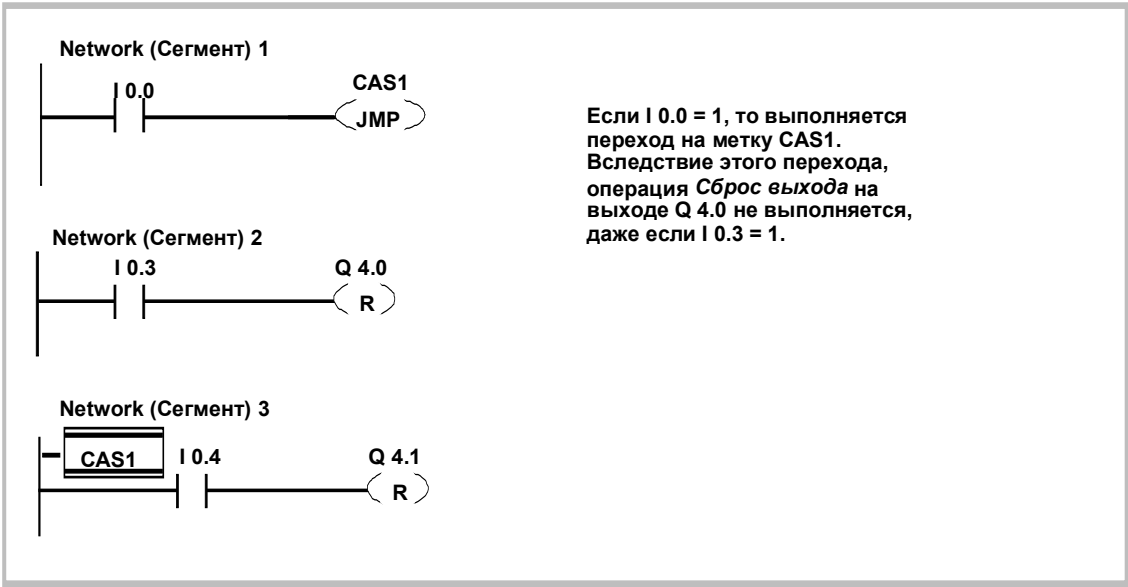 Network (Сегмент) 1
I 0.0
CAS1
JMP
Если I 0.0 = 1, то выполняется
переход на метку CAS1.
Вследствие этого перехода,
операция Сброс выхода на
выходе Q 4.0 не выполняется,
даже если I 0.3 = 1.
Network (Сегмент) 2
I 0.3
Q 4.0
R
Network (Сегмент) 3
CAS1
I 0.4
Q 4.1
R